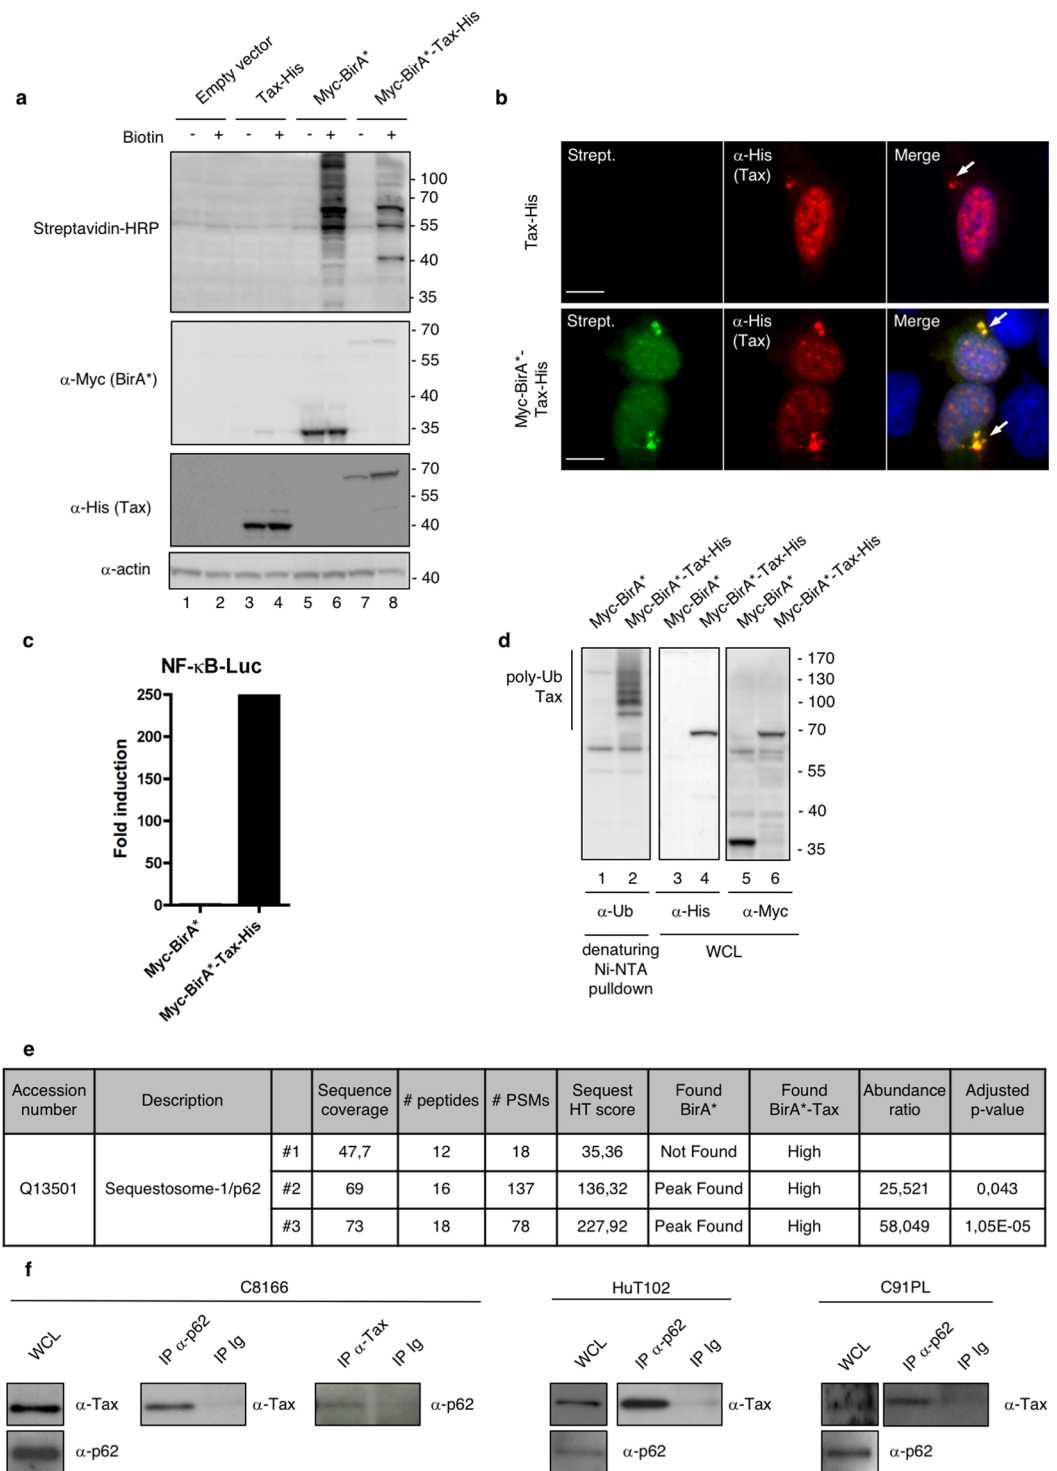 a
Empty vector
Tax-His
Myc-BirA*
Myc-BirA*-Tax-His
Biotin - + - + - + - +
Streptavidin-HRP
- 100
- 70
- 55
- 40
- 35
α-Myc (BirA*)
- 70
- 55
- 40
- 35
α-His (Tax)
- 70
- 55
- 40
α-actin
- 40
1 2 3 4 5 6 7 8
b
Tax-His
Strept.
α-His
(Tax)
Merge
Myc-BirA*-
Tax-His
Strept.
α-His
(Tax)
Merge
c
NF-κB-Luc
Fold induction
250
200
150
100
50
0
Myc-BirA*
Myc-BirA*-Tax-His
d
Myc-BirA*
Myc-BirA*-Tax-His
Myc-BirA*
Myc-BirA*-Tax-His
Myc-BirA*
Myc-BirA*-Tax-His
poly-Ub
Tax
- 170
- 130
- 100
- 70
- 55
- 40
- 35
1 2 3 4 5 6
α-Ub α-His α-Myc
denaturing
Ni-NTA
pulldown
WCL
e
Accession number Description Sequence coverage # peptides # PSMs Sequest HT score Found BirA* Found BirA*-Tax Abundance ratio Adjusted p-value
Q13501 Sequestosome-1/p62
#1 47,7 12 18 35,36 Not Found High
#2 69 16 137 136,32 Peak Found High 25,521 0,043
#3 73 18 78 227,92 Peak Found High 58,049 1,05E-05
f
C8166
WCL
IP α-p62
IP Ig
IP α-Tax
IP Ig
α-Tax
α-Tax
α-p62
α-p62
HuT102
WCL
IP α-p62
IP Ig
α-Tax
α-p62
C91PL
WCL
IP α-p62
IP Ig
α-Tax
α-p62